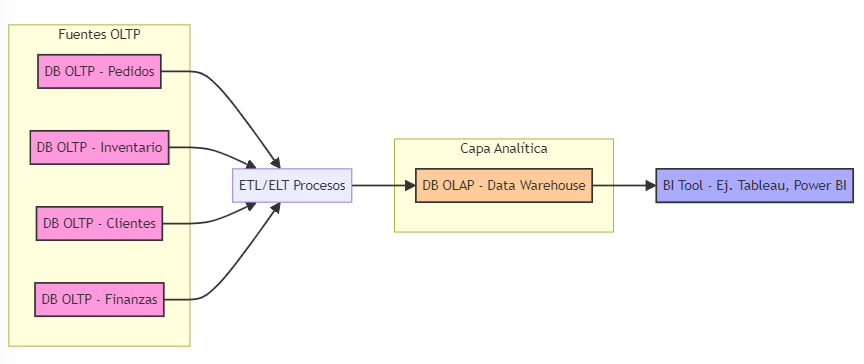 Fuentes OLTP
DB OLTP - Pedidos
DB OLTP - Inventario
DB OLTP - Clientes
DB OLTP - Finanzas
ETL/ELT Procesos
Capa Analítica
DB OLAP - Data Warehouse
BI Tool - Ej. Tableau, Power BI